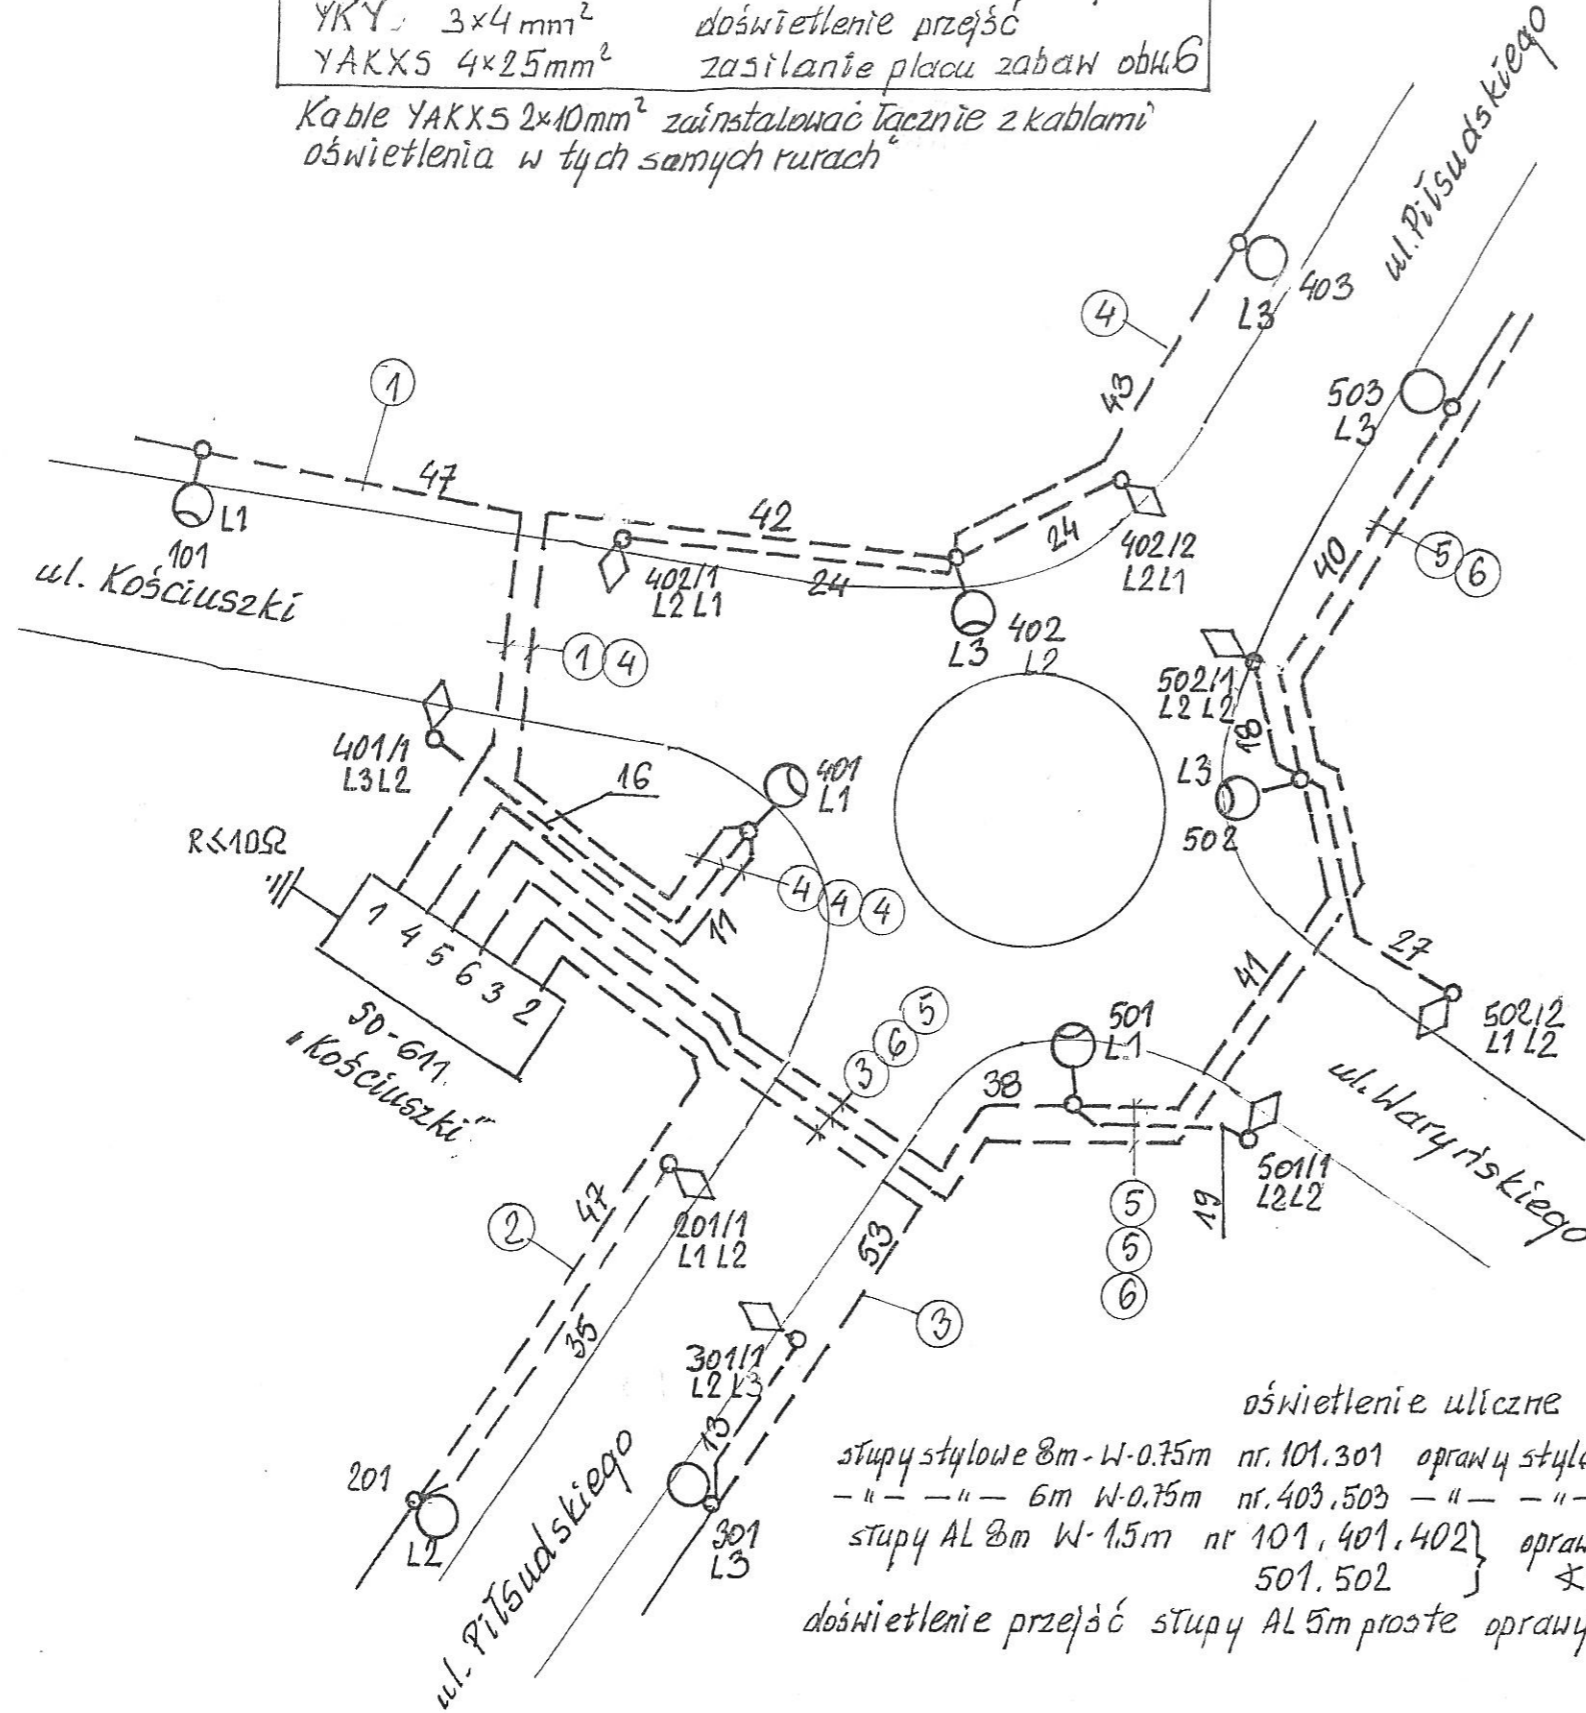 YKY 3×4mm² doświetlenie przejść
YAKXS 4×25mm² zasilanie placu zabaw obw.6
Kable YAKXS 2×10mm² zainstalować łącznie z kablami
oświetlenia w tych samych rurach"
ul. Piłsudskiego
403
L3
4
43
503
L3
1
47
L1
101
ul. Kościuszki
42
24
402/1
L2 L1
24
402/2
L2 L1
L3
402
L2
40
5 6
1 4
502/1
L2 L2
18
L3
502
401/1
L3 L2
16
401
L1
R≤10Ω
4 4 4
11
1 4 5 6 3 2
SO-611
"Kościuszki"
3 6 5
41
27
502/2
L1 L2
501
L1
38
ul. Waryńskiego
501/1
L2 L2
19
5
5
6
2
47
201/1
L1 L2
35
53
3
301/1
L2 L3
13
201
L2
301
L3
ul. Piłsudskiego
oświetlenie uliczne
słupy stylowe 8m - W-0.75m nr. 101.301 oprawy
— " — — " — 6m W-0,75m nr. 403.503 — " — — " —
słupy AL 8m W-1,5m nr 101, 401, 402}
501.502
doświetlenie przejść słupy AL 5m proste oprawy